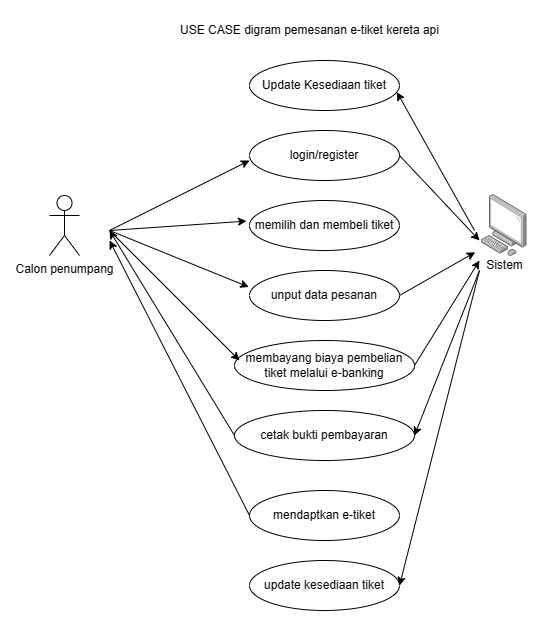 USE CASE digram pemesanan e-tiket kereta api
Update Kesediaan tiket
login/register
memilih dan membeli tiket
Calon penumpang
Sistem
unput data pesanan
membayang biaya pembelian
tiket melalui e-banking
cetak bukti pembayaran
mendaptkan e-tiket
update kesediaan tiket